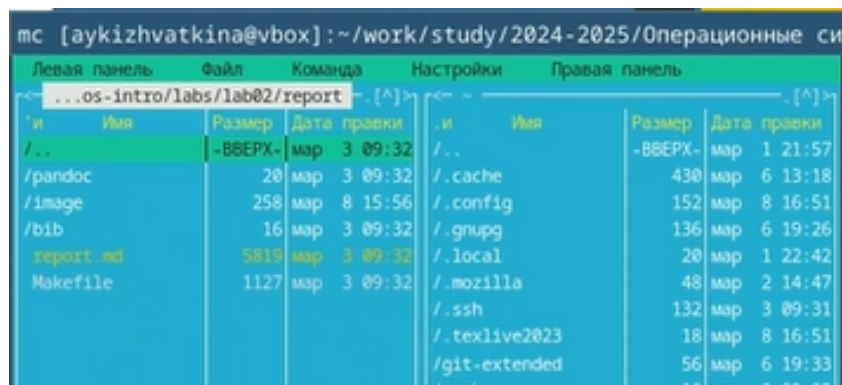 mc [aykizhvatkina@vbox]:~/work/study/2024-2025/Операционные си
Левая панель Файл Команда Настройки Правая панель
<─ ...os-intro/labs/lab02/report ─.[^]> <─ ~ ─.[^]>
'и Имя Размер Дата правки .и Имя Размер Дата правки
/.. -ВВЕРХ- мар 3 09:32 /.. -ВВЕРХ- мар 1 21:57
/pandoc 20 мар 3 09:32 /.cache 430 мар 6 13:18
/image 258 мар 8 15:56 /.config 152 мар 8 16:51
/bib 16 мар 3 09:32 /.gnupg 136 мар 6 19:26
report.md 5819 мар 3 09:32 /.local 20 мар 1 22:42
Makefile 1127 мар 3 09:32 /.mozilla 48 мар 2 14:47
/.ssh 132 мар 3 09:31
/.texlive2023 18 мар 8 16:51
/git-extended 56 мар 6 19:33